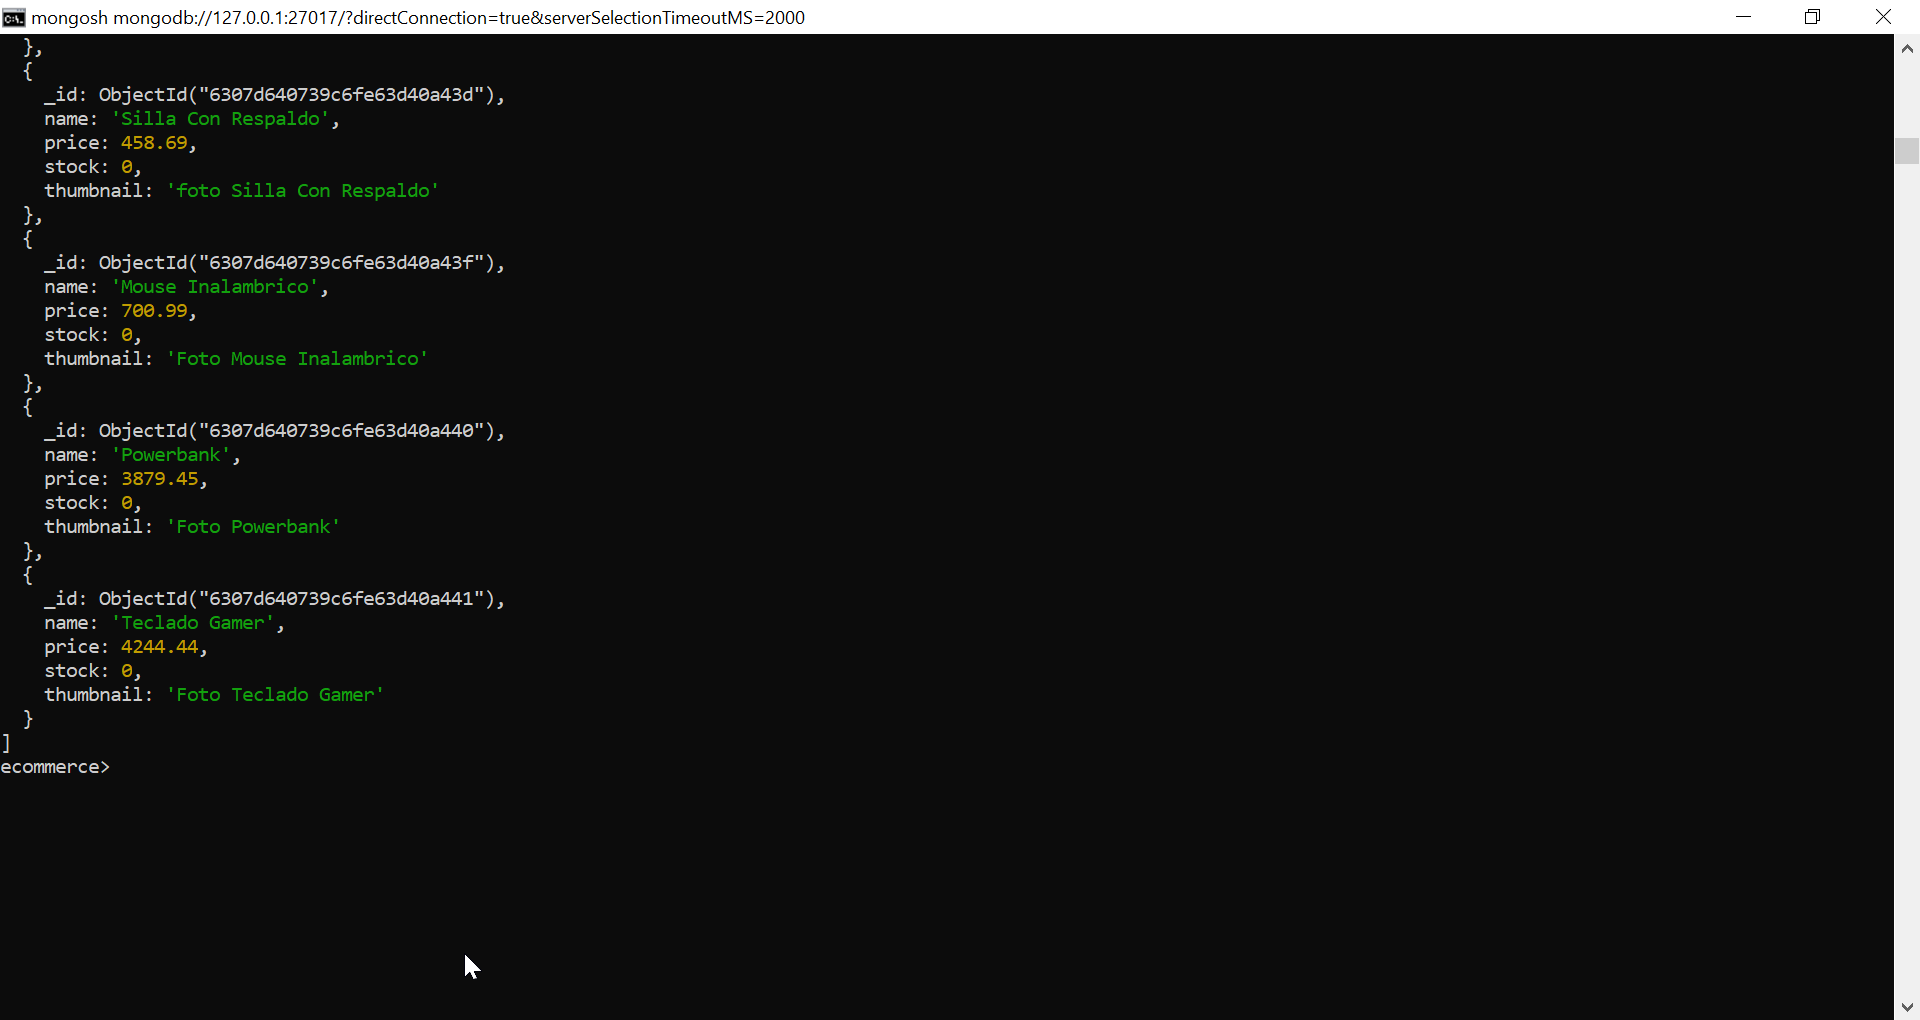 mongosh mongodb://127.0.0.1:27017/?directConnection=true&serverSelectionTimeoutMS=2000
  },
  {
    _id: ObjectId("6307d640739c6fe63d40a43d"),
    name: 'Silla Con Respaldo',
    price: 458.69,
    stock: 0,
    thumbnail: 'foto Silla Con Respaldo'
  },
  {
    _id: ObjectId("6307d640739c6fe63d40a43f"),
    name: 'Mouse Inalambrico',
    price: 700.99,
    stock: 0,
    thumbnail: 'Foto Mouse Inalambrico'
  },
  {
    _id: ObjectId("6307d640739c6fe63d40a440"),
    name: 'Powerbank',
    price: 3879.45,
    stock: 0,
    thumbnail: 'Foto Powerbank'
  },
  {
    _id: ObjectId("6307d640739c6fe63d40a441"),
    name: 'Teclado Gamer',
    price: 4244.44,
    stock: 0,
    thumbnail: 'Foto Teclado Gamer'
  }
]
ecommerce>